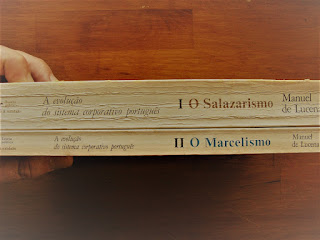 A evolução
do sistema corporativo português
I O Salazarismo
Manuel
de Lucena
A evolução
do sistema corporativo português
II O Marcelismo
Manuel
de Lucena